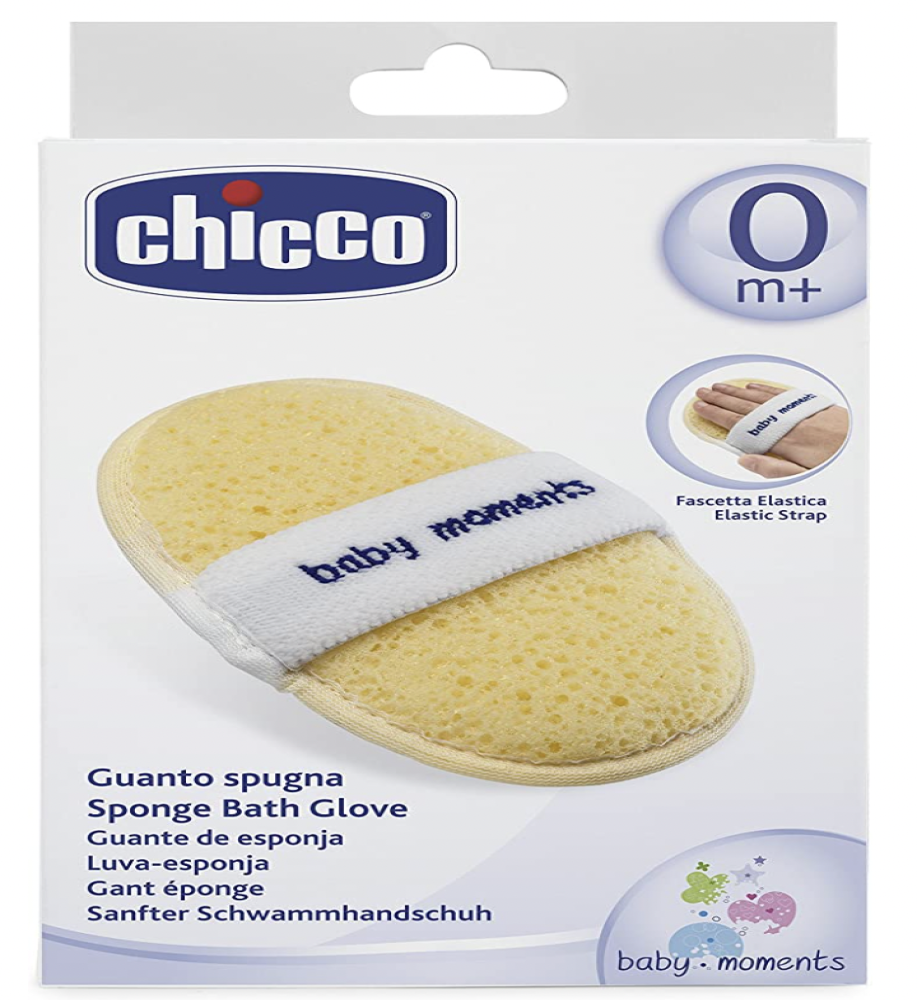 chicco®
0
m+
baby moments
Fascetta Elastica
Elastic Strap
baby moments
Guanto spugna
Sponge Bath Glove
Guante de esponja
Luva-esponja
Gant éponge
Sanfter Schwammhandschuh
baby • moments